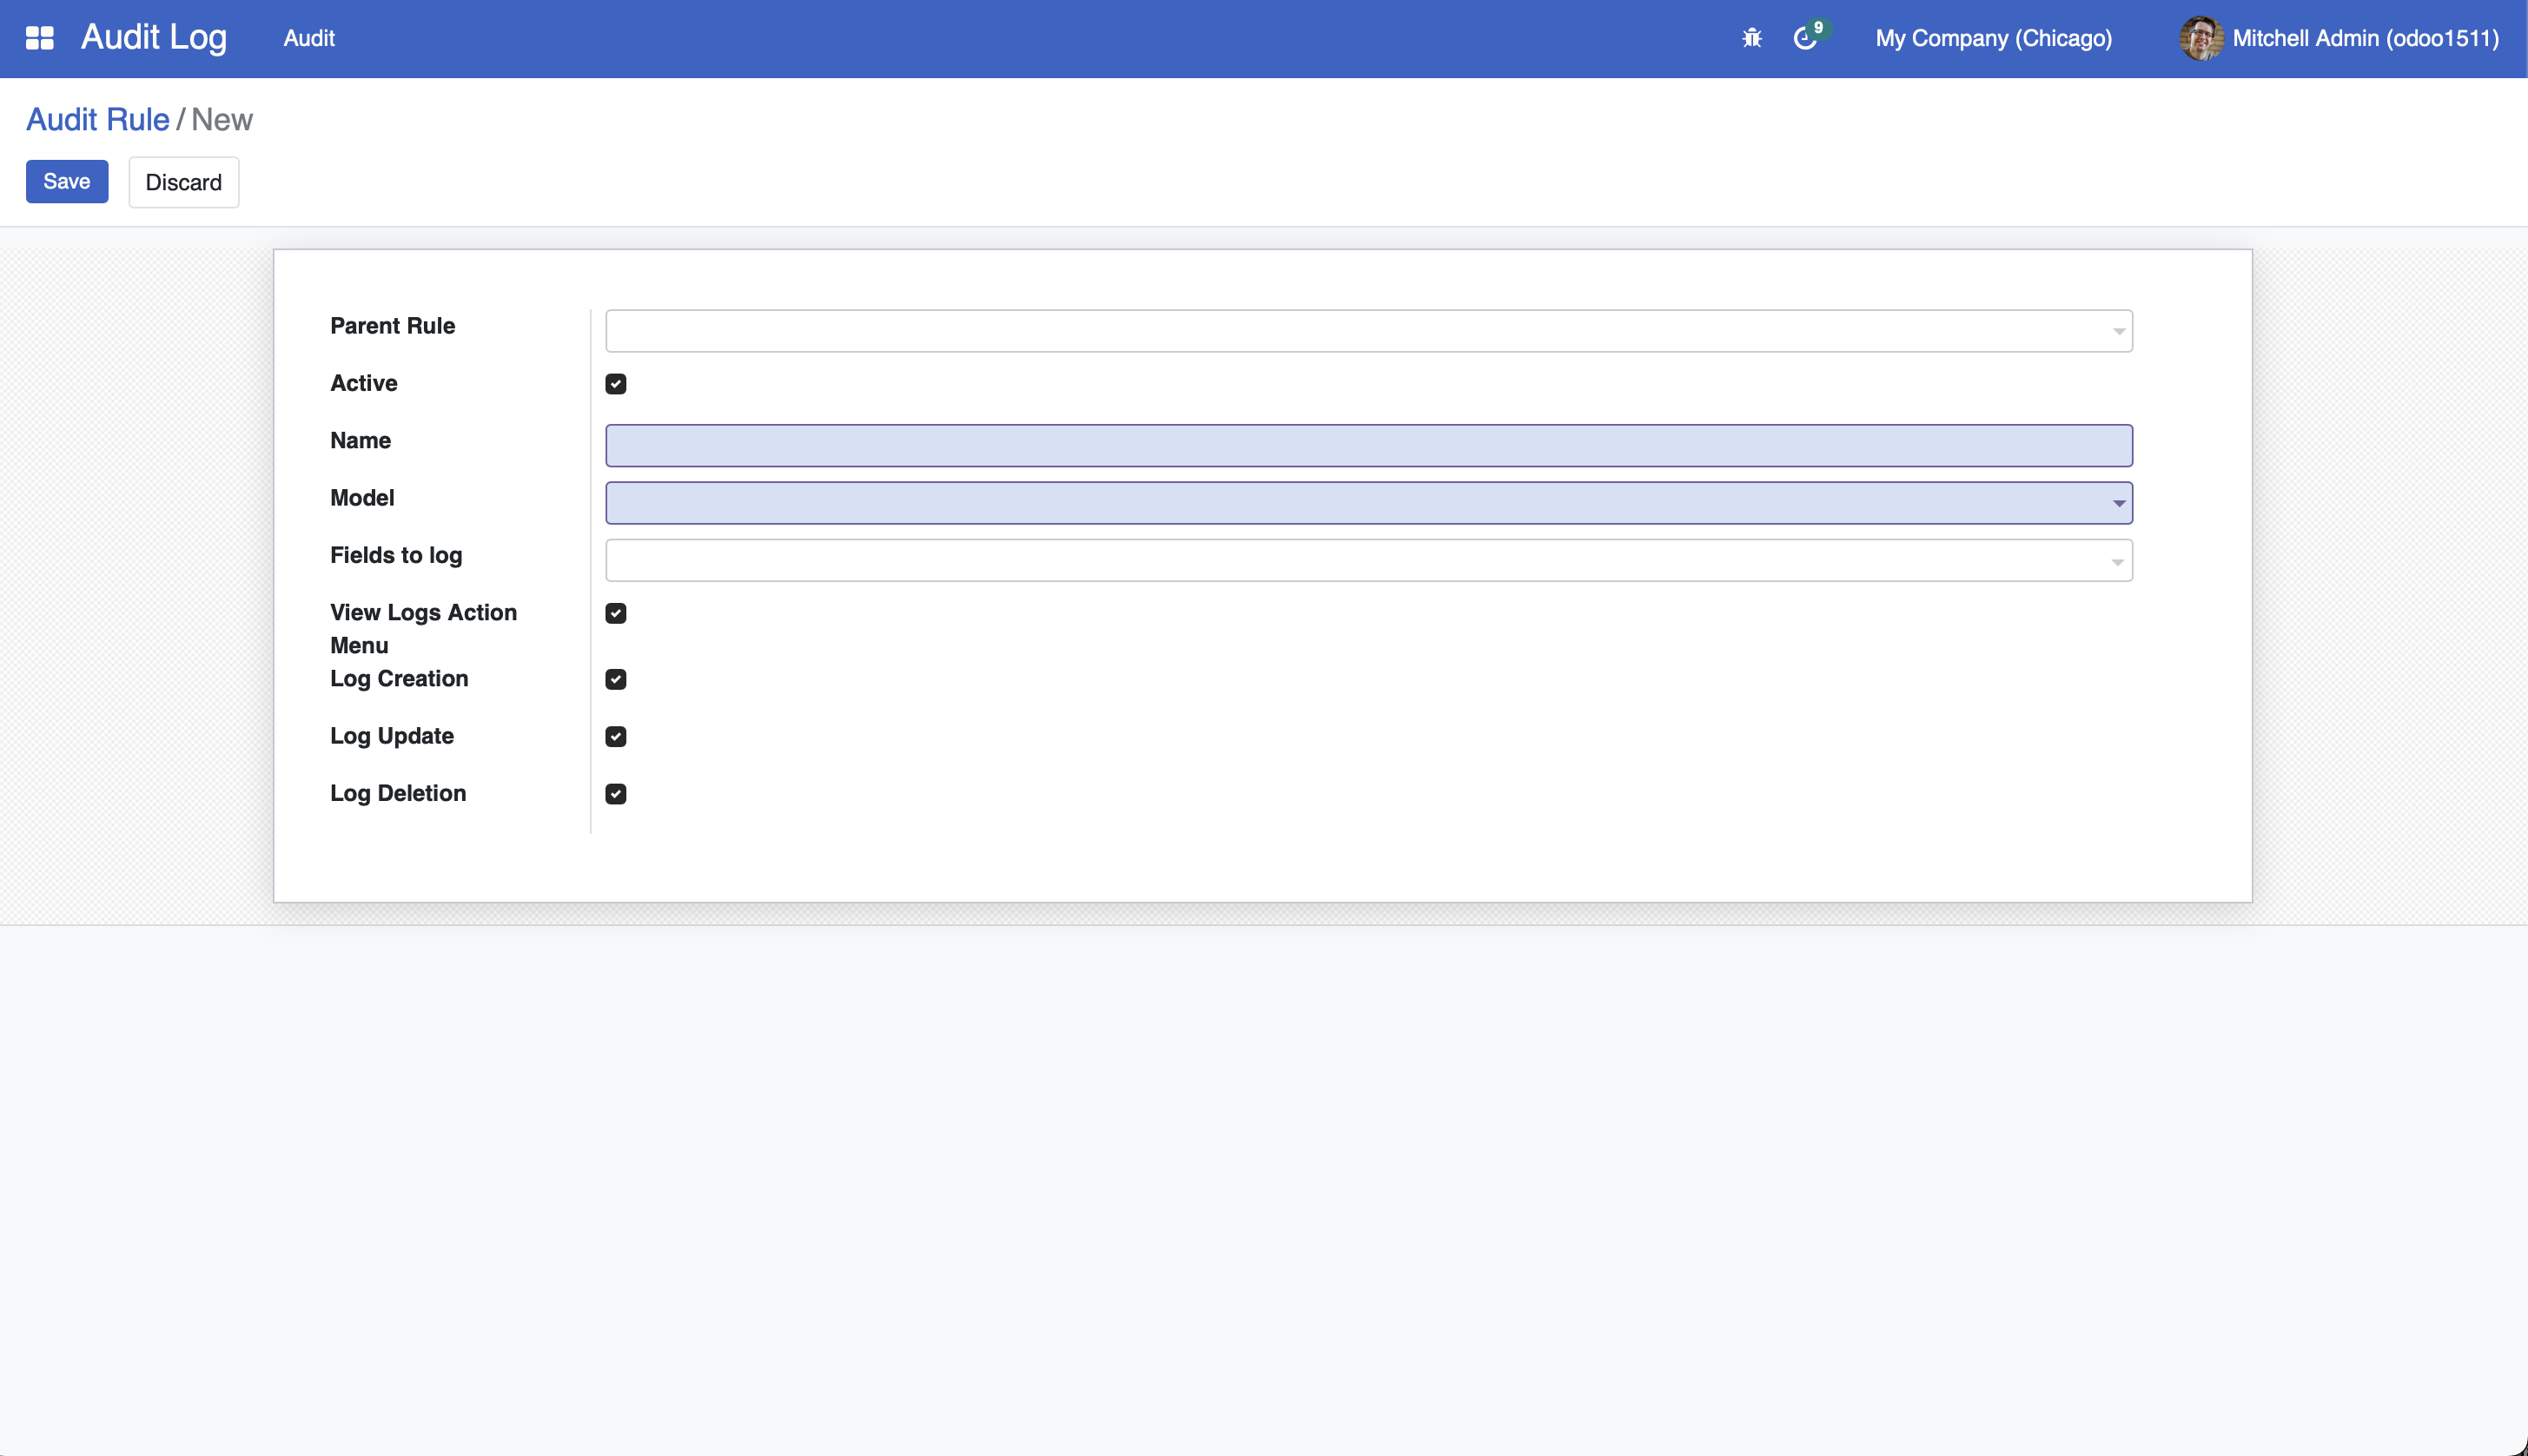 Audit Log
Audit
9
My Company (Chicago)
Mitchell Admin (odoo1511)
Audit Rule / New
Save
Discard
Parent Rule
Active
Name
Model
Fields to log
View Logs Action
Menu
Log Creation
Log Update
Log Deletion